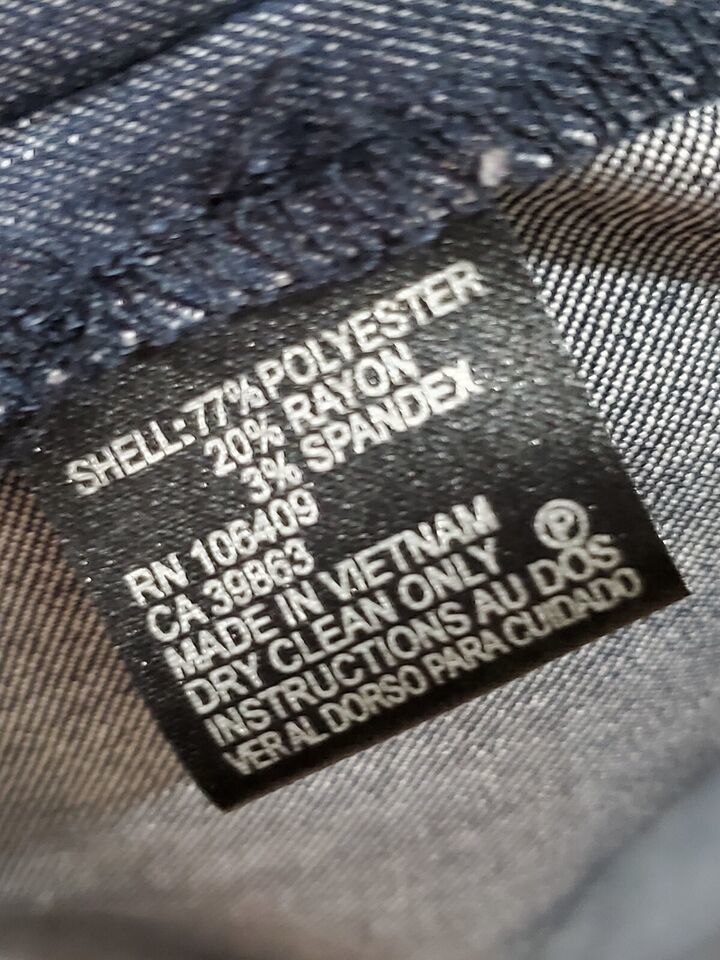 SHELL: 77% POLYESTER
20% RAYON
3% SPANDEX
RN 106409
CA 39863
MADE IN VIETNAM
DRY CLEAN ONLY P
INSTRUCTIONS AU DOS
VER AL DORSO PARA CUIDADO